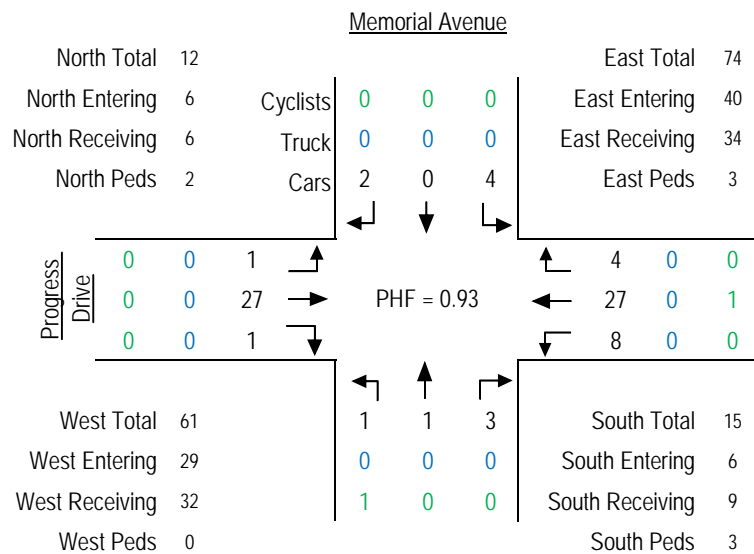 Memorial Avenue
North Total 12
East Total 74
North Entering 6
Cyclists 0 0 0
East Entering 40
North Receiving 6
Truck 0 0 0
East Receiving 34
North Peds 2
Cars 2 0 4
East Peds 3
Progress
Drive
0 0 1
4 0 0
0 0 27
PHF = 0.93
27 0 1
0 0 1
8 0 0
West Total 61
1 1 3
South Total 15
West Entering 29
0 0 0
South Entering 6
West Receiving 32
1 0 0
South Receiving 9
West Peds 0
South Peds 3